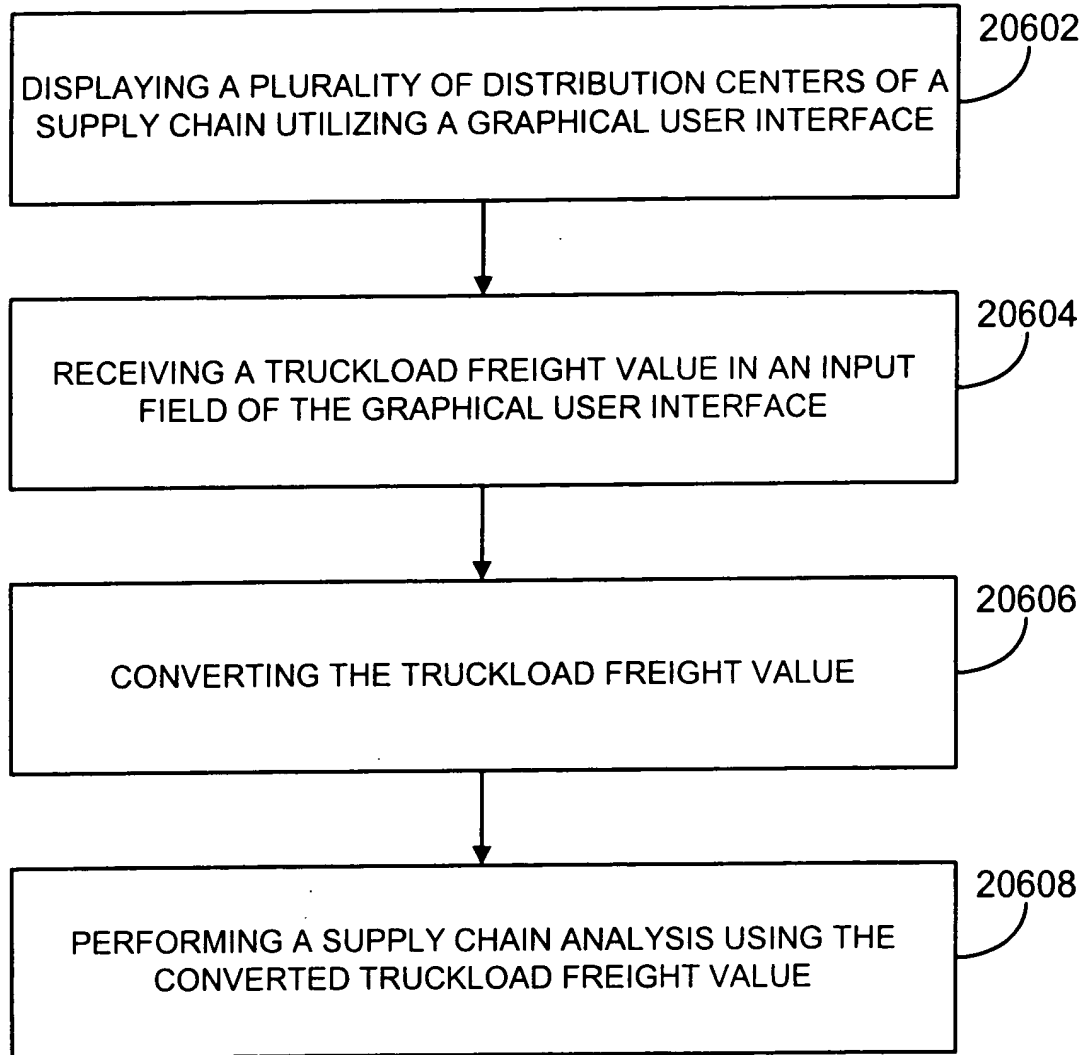 20602
DISPLAYING A PLURALITY OF DISTRIBUTION CENTERS OF A
SUPPLY CHAIN UTILIZING A GRAPHICAL USER INTERFACE
20604
RECEIVING A TRUCKLOAD FREIGHT VALUE IN AN INPUT
FIELD OF THE GRAPHICAL USER INTERFACE
20606
CONVERTING THE TRUCKLOAD FREIGHT VALUE
20608
PERFORMING A SUPPLY CHAIN ANALYSIS USING THE
CONVERTED TRUCKLOAD FREIGHT VALUE